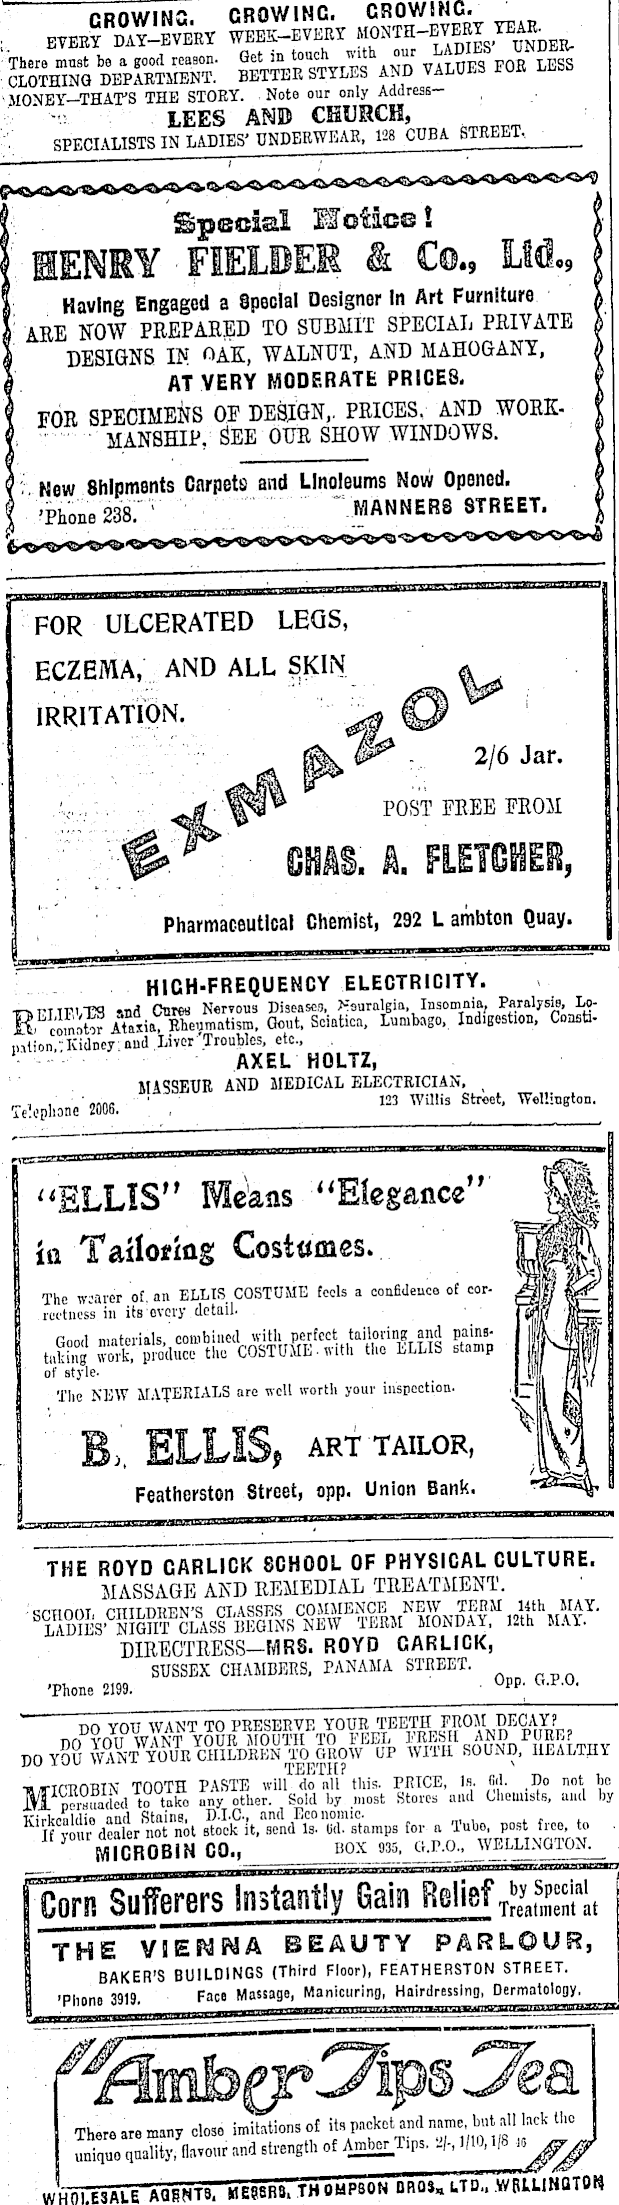 GROWING. GROWING. GROWING.
EVERY DAY—EVERY WEEK—EVERY MONTH—EVERY YEAR.
There must be a good reason. Get in touch with our LADIES' UNDER-
CLOTHING DEPARTMENT. BETTER STYLES AND VALUES FOR LESS
MONEY—THAT'S THE STORY. Note our only Address—
LEES AND CHURCH,
SPECIALISTS IN LADIES' UNDERWEAR, 128 CUBA STREET.
Special Notice!
HENRY FIELDER & Co., Ltd.,
Having Engaged a Special Designer in Art Furniture
ARE NOW PREPARED TO SUBMIT SPECIAL PRIVATE
DESIGNS IN OAK, WALNUT, AND MAHOGANY,
AT VERY MODERATE PRICES.
FOR SPECIMENS OF DESIGN, PRICES, AND WORK-
MANSHIP, SEE OUR SHOW WINDOWS.
New Shipments Carpets and Linoleums Now Opened.
'Phone 238. MANNERS STREET.
FOR ULCERATED LEGS,
ECZEMA, AND ALL SKIN
IRRITATION.
EXMAZOL
2/6 Jar.
POST FREE FROM
CHAS. A. FLETCHER,
Pharmaceutical Chemist, 292 Lambton Quay.
HIGH-FREQUENCY ELECTRICITY.
RELIEVES and Cures Nervous Diseases, Neuralgia, Insomnia, Paralysis, Lo-
comotor Ataxia, Rheumatism, Gout, Sciatica, Lumbago, Indigestion, Consti-
pation, Kidney and Liver Troubles, etc.,
AXEL HOLTZ,
MASSEUR AND MEDICAL ELECTRICIAN,
Telephone 2006. 123 Willis Street, Wellington.
"ELLIS" Means "Elegance"
in Tailoring Costumes.
The wearer of an ELLIS COSTUME feels a confidence of cor-
rectness in its every detail.
Good materials, combined with perfect tailoring and pains-
taking work, produce the COSTUME with the ELLIS stamp
of style.
The NEW MATERIALS are well worth your inspection.
B. ELLIS, ART TAILOR,
Featherston Street, opp. Union Bank.
THE ROYD GARLICK SCHOOL OF PHYSICAL CULTURE.
MASSAGE AND REMEDIAL TREATMENT.
SCHOOL CHILDREN'S CLASSES COMMENCE NEW TERM 14th MAY.
LADIES' NIGHT CLASS BEGINS NEW TERM MONDAY, 12th MAY.
DIRECTRESS—MRS. ROYD GARLICK,
SUSSEX CHAMBERS, PANAMA STREET.
'Phone 2199. Opp. G.P.O.
DO YOU WANT TO PRESERVE YOUR TEETH FROM DECAY?
DO YOU WANT YOUR MOUTH TO FEEL FRESH AND PURE?
DO YOU WANT YOUR CHILDREN TO GROW UP WITH SOUND, HEALTHY
TEETH?
MICROBIN TOOTH PASTE will do all this. PRICE, 1s. 6d. Do not be
persuaded to take any other. Sold by most Stores and Chemists, and by
Kirkcaldie and Stains, D.I.C., and Economic.
If your dealer not not stock it, send 1s. 6d. stamps for a Tube, post free, to
MICROBIN CO., BOX 935, G.P.O., WELLINGTON.
Corn Sufferers Instantly Gain Relief by Special
Treatment at
THE VIENNA BEAUTY PARLOUR,
BAKER'S BUILDINGS (Third Floor), FEATHERSTON STREET.
'Phone 3919. Face Massage, Manicuring, Hairdressing, Dermatology.
"Amber Tips Tea
There are many close imitations of its packet and name, but all lack the
unique quality, flavour and strength of Amber Tips. 2/-, 1/10, 1/8 46"
WHOLESALE AGENTS, MESSRS. THOMPSON BROS., LTD., WELLINGTON